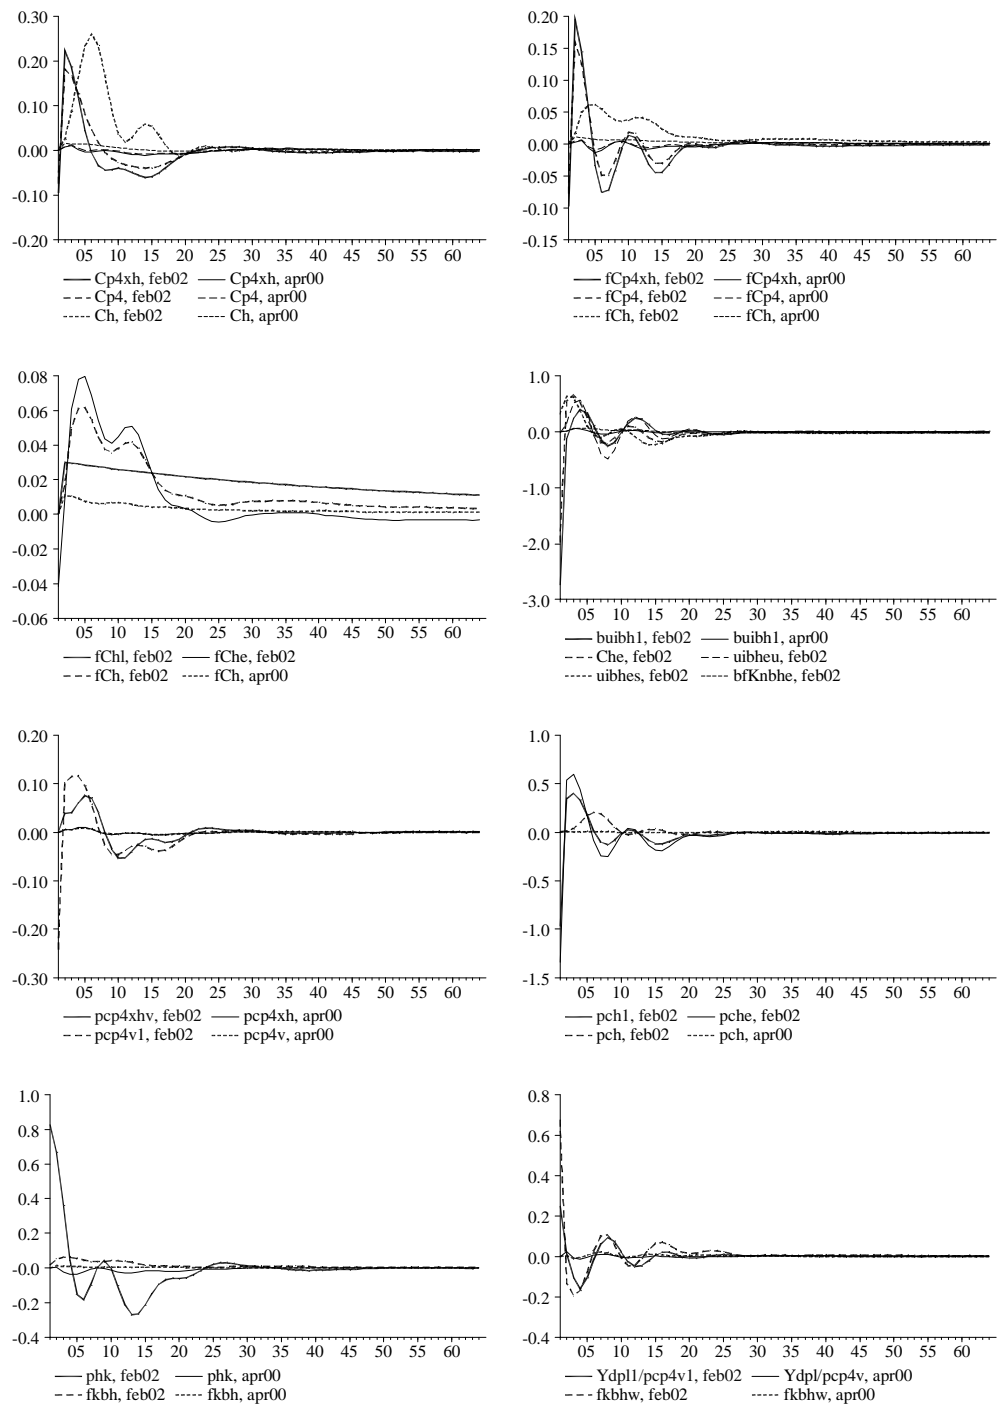 0.30
0.20
0.10
0.00
-0.10
-0.20
05 10 15 20 25 30 35 40 45 50 55 60
Cp4xh, feb02 Cp4xh, apr00
Cp4, feb02 Cp4, apr00
Ch, feb02 Ch, apr00
0.20
0.15
0.10
0.05
0.00
-0.05
-0.10
-0.15
05 10 15 20 25 30 35 40 45 50 55 60
fCp4xh, feb02 fCp4xh, apr00
fCp4, feb02 fCp4, apr00
fCh, feb02 fCh, apr00
0.08
0.06
0.04
0.02
0.00
-0.02
-0.04
-0.06
05 10 15 20 25 30 35 40 45 50 55 60
fChl, feb02 fChe, feb02
fCh, feb02 fCh, apr00
1.0
0.0
-1.0
-2.0
-3.0
05 10 15 20 25 30 35 40 45 50 55 60
buibh1, feb02 buibh1, apr00
Che, feb02 uibheu, feb02
uibhes, feb02 bfKnbhe, feb02
0.20
0.10
0.00
-0.10
-0.20
-0.30
05 10 15 20 25 30 35 40 45 50 55 60
pcp4xhv, feb02 pcp4xh, apr00
pcp4v1, feb02 pcp4v, apr00
1.0
0.5
0.0
-0.5
-1.0
-1.5
05 10 15 20 25 30 35 40 45 50 55 60
pch1, feb02 pche, feb02
pch, feb02 pch, apr00
1.0
0.8
0.6
0.4
0.2
-0.0
-0.2
-0.4
05 10 15 20 25 30 35 40 45 50 55 60
phk, feb02 phk, apr00
fkbh, feb02 fkbh, apr00
0.8
0.6
0.4
0.2
0.0
-0.2
-0.4
05 10 15 20 25 30 35 40 45 50 55 60
Ydpl1/pcp4v1, feb02 Ydpl/pcp4v, apr00
fkbhw, feb02 fkbhw, apr00